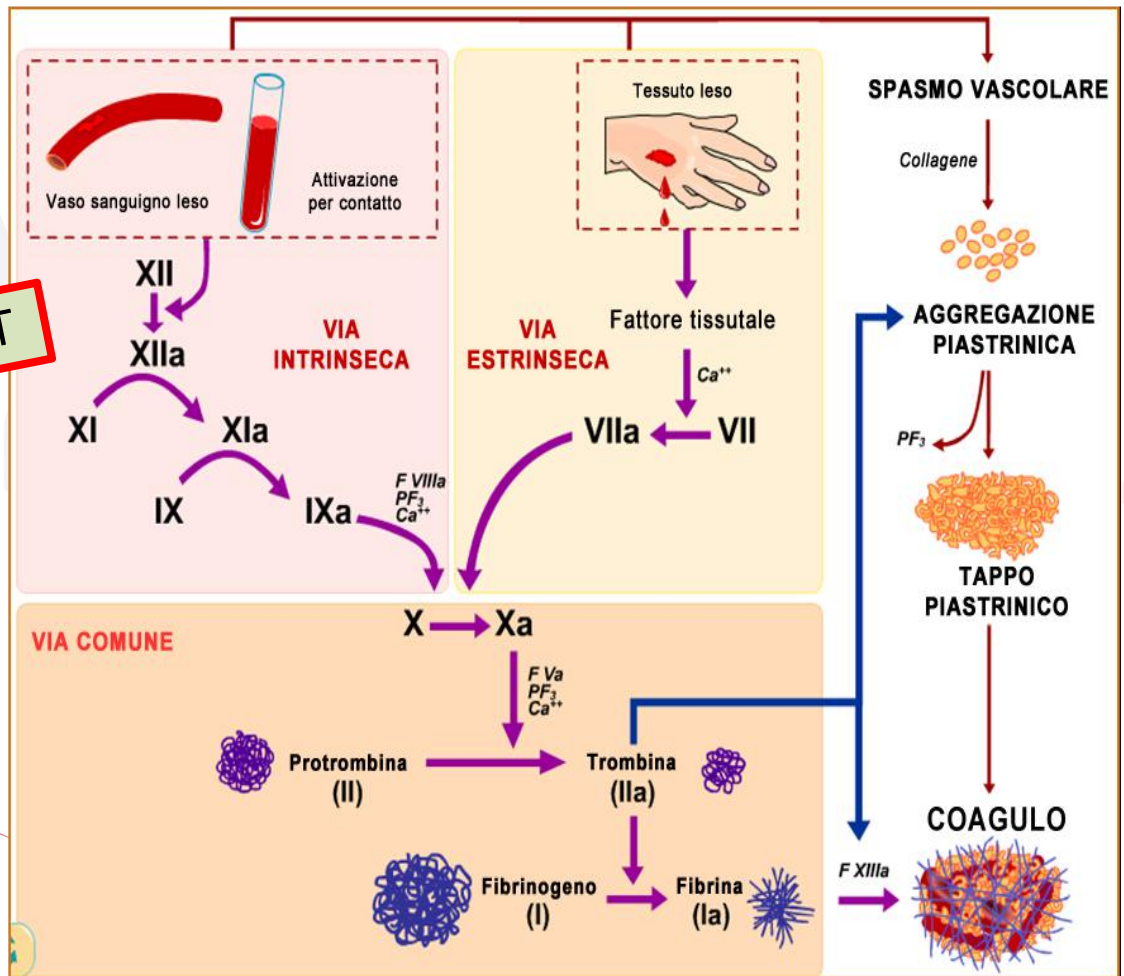 Vaso sanguigno leso
Attivazione
per contatto
XII
XIIa
XI
XIa
IX
IXa
VIA
INTRINSECA
F VIIIa
PF₃
Ca⁺⁺
T
Tessuto leso
VIA
ESTRINSECA
Fattore tissutale
Ca⁺⁺
VIIa
VII
SPASMO VASCOLARE
Collagene
AGGREGAZIONE
PIASTRINICA
PF₃
TAPPO
PIASTRINICO
COAGULO
VIA COMUNE
X
Xa
F Va
PF₃
Ca⁺⁺
Protrombina
(II)
Trombina
(IIa)
Fibrinogeno
(I)
Fibrina
(Ia)
F XIIIa